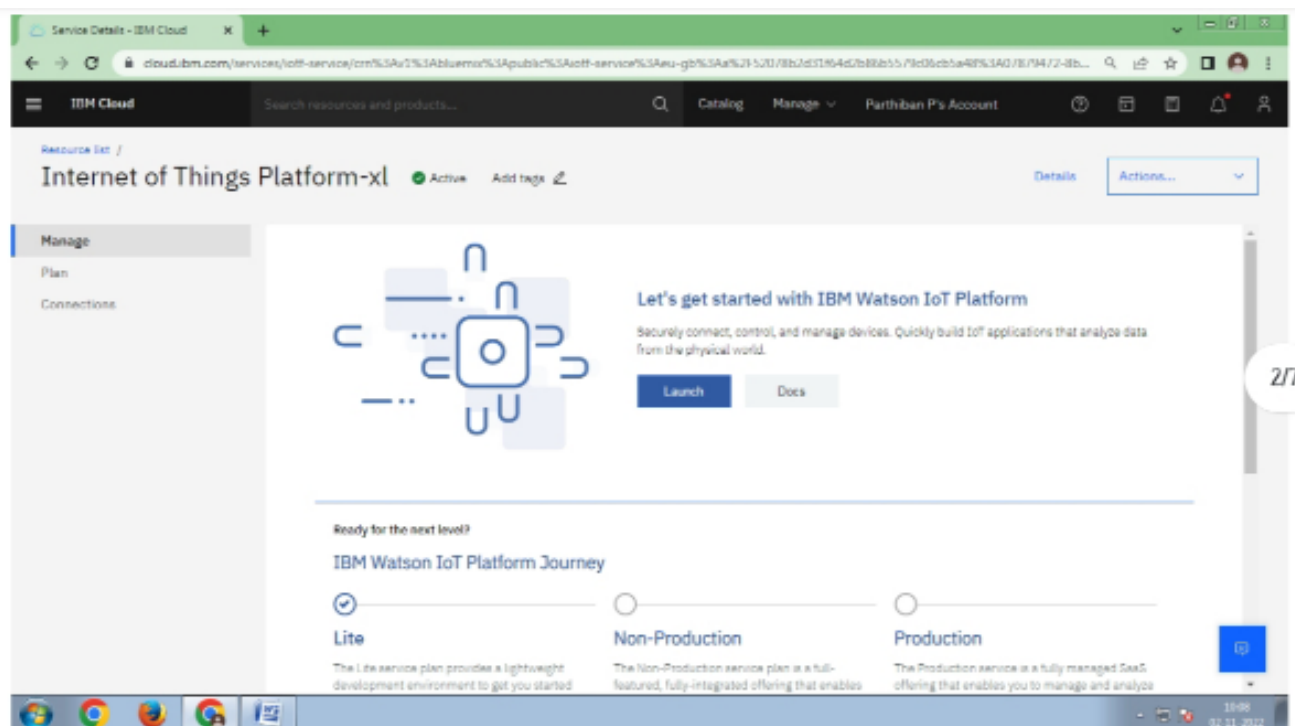 Service Details - IBM Cloud
IBM Cloud
Search resources and products...
Catalog
Manage
Parthiban P's Account
Resource list /
Internet of Things Platform-xl
Active
Add tags
Details
Actions...
Manage
Plan
Connections
Let's get started with IBM Watson IoT Platform
Securely connect, control, and manage devices. Quickly build IoT applications that analyze data
from the physical world.
Launch
Docs
Ready for the next level?
IBM Watson IoT Platform Journey
Lite
Non-Production
Production
The Lite service plan provides a lightweight
development environment to get you started
The Non-Production service plan is a full-
featured, fully-integrated offering that enables
The Production service is a fully managed SaaS
offering that enables you to manage and analyze
10:08
02-11-2022